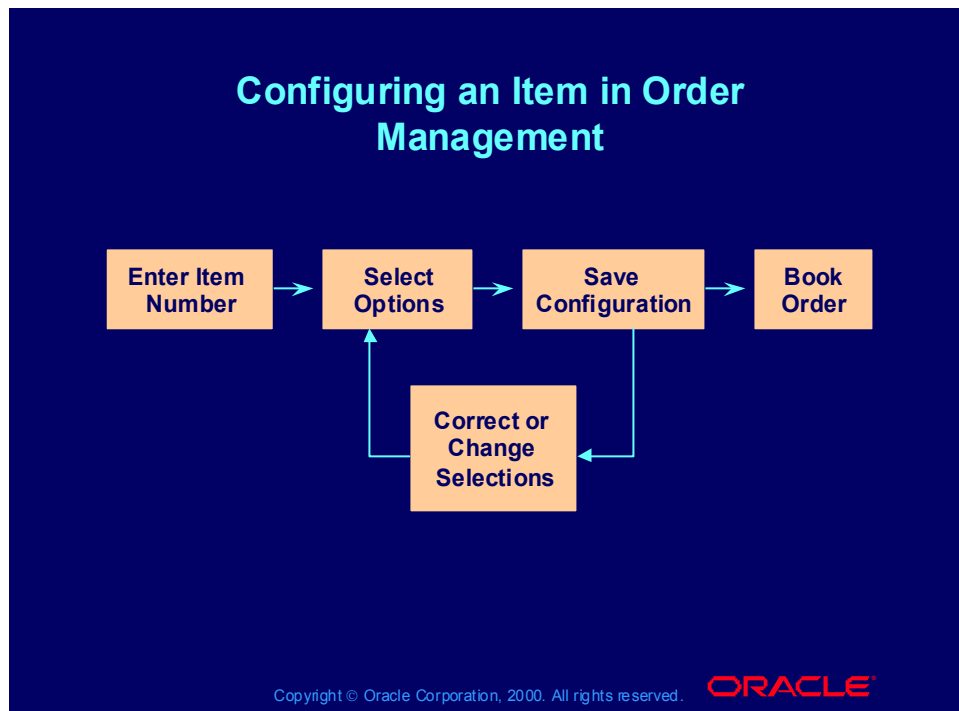 Configuring an Item in Order
Management
Enter Item
Number
Select
Options
Save
Configuration
Book
Order
Correct or
Change
Selections
Copyright © Oracle Corporation, 2000. All rights reserved.
ORACLE®